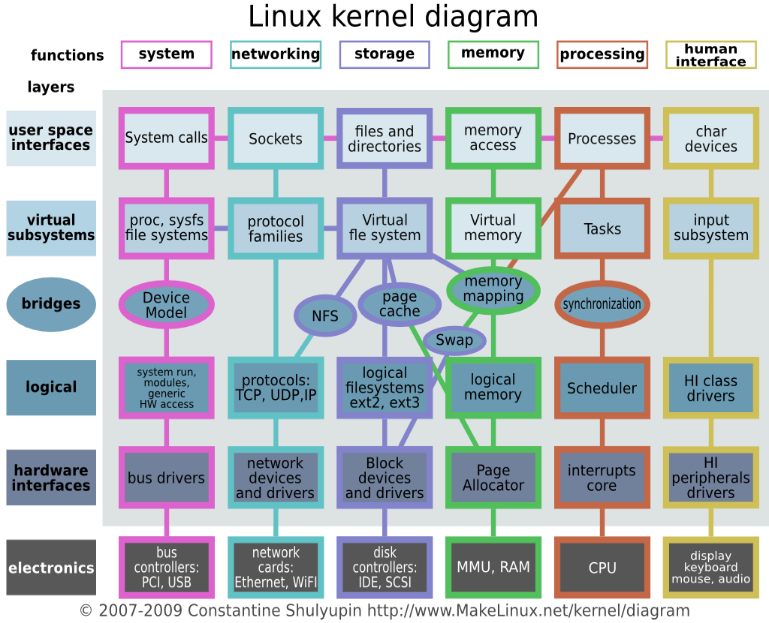 Linux kernel diagram
functions
system
networking
storage
memory
processing
human
interface
layers
user space
interfaces
System calls
Sockets
files and
directories
memory
access
Processes
char
devices
virtual
subsystems
proc, sysfs
file systems
protocol
families
Virtual
fle system
Virtual
memory
Tasks
input
subsystem
bridges
Device
Model
NFS
page
cache
memory
mapping
synchronization
Swap
logical
system run,
modules,
generic
HW access
protocols:
TCP, UDP,IP
logical
filesystems
ext2, ext3
logical
memory
Scheduler
HI class
drivers
hardware
interfaces
bus drivers
network
devices
and drivers
Block
devices
and drivers
Page
Allocator
interrupts
core
HI
peripherals
drivers
electronics
bus
controllers:
PCI, USB
network
cards:
Ethernet, WiFI
disk
controllers:
IDE, SCSI
MMU, RAM
CPU
display
keyboard
mouse, audio
© 2007-2009 Constantine Shulyupin http://www.MakeLinux.net/kernel/diagram